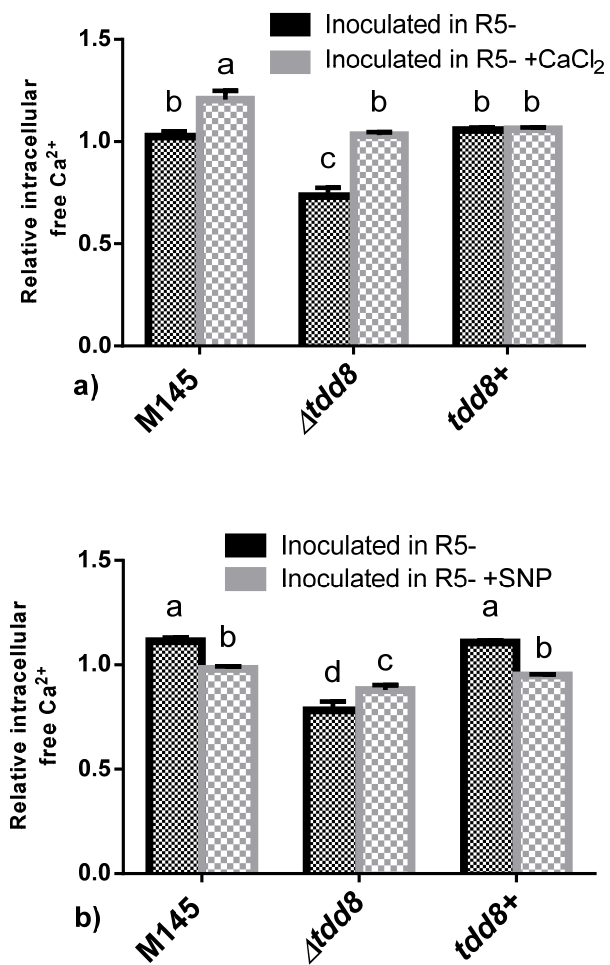 Inoculated in R5-
Inoculated in R5- +CaCl₂
Relative intracellular
free Ca²⁺
1.5
1.0
0.5
0.0
b
a
c
b
b
b
a)
M145
Δtdd8
tdd8+
Inoculated in R5-
Inoculated in R5- +SNP
Relative intracellular
free Ca²⁺
1.5
1.0
0.5
0.0
a
b
d
c
a
b
b)
M145
Δtdd8
tdd8+